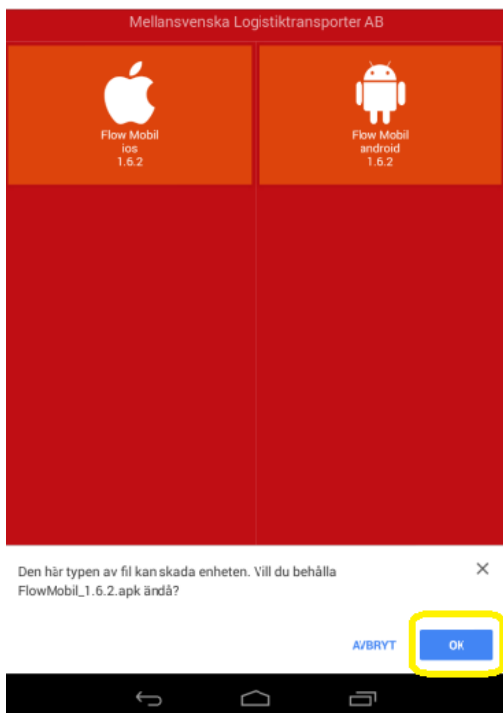 Mellansvenska Logistiktransporter AB
Flow Mobil
ios
1.6.2
Flow Mobil
android
1.6.2
Den här typen av fil kan skada enheten. Vill du behålla
FlowMobil_1.6.2.apk ändå?
AVBRYT
OK